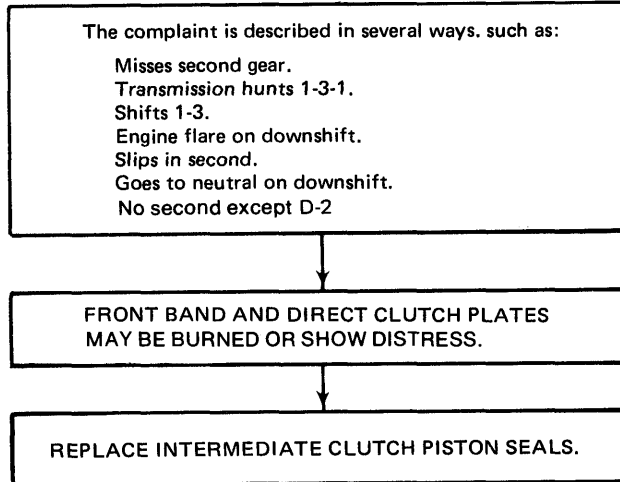 The complaint is described in several ways. such as:
Misses second gear.
Transmission hunts 1-3-1.
Shifts 1-3.
Engine flare on downshift.
Slips in second.
Goes to neutral on downshift.
No second except D-2
FRONT BAND AND DIRECT CLUTCH PLATES
MAY BE BURNED OR SHOW DISTRESS.
REPLACE INTERMEDIATE CLUTCH PISTON SEALS.